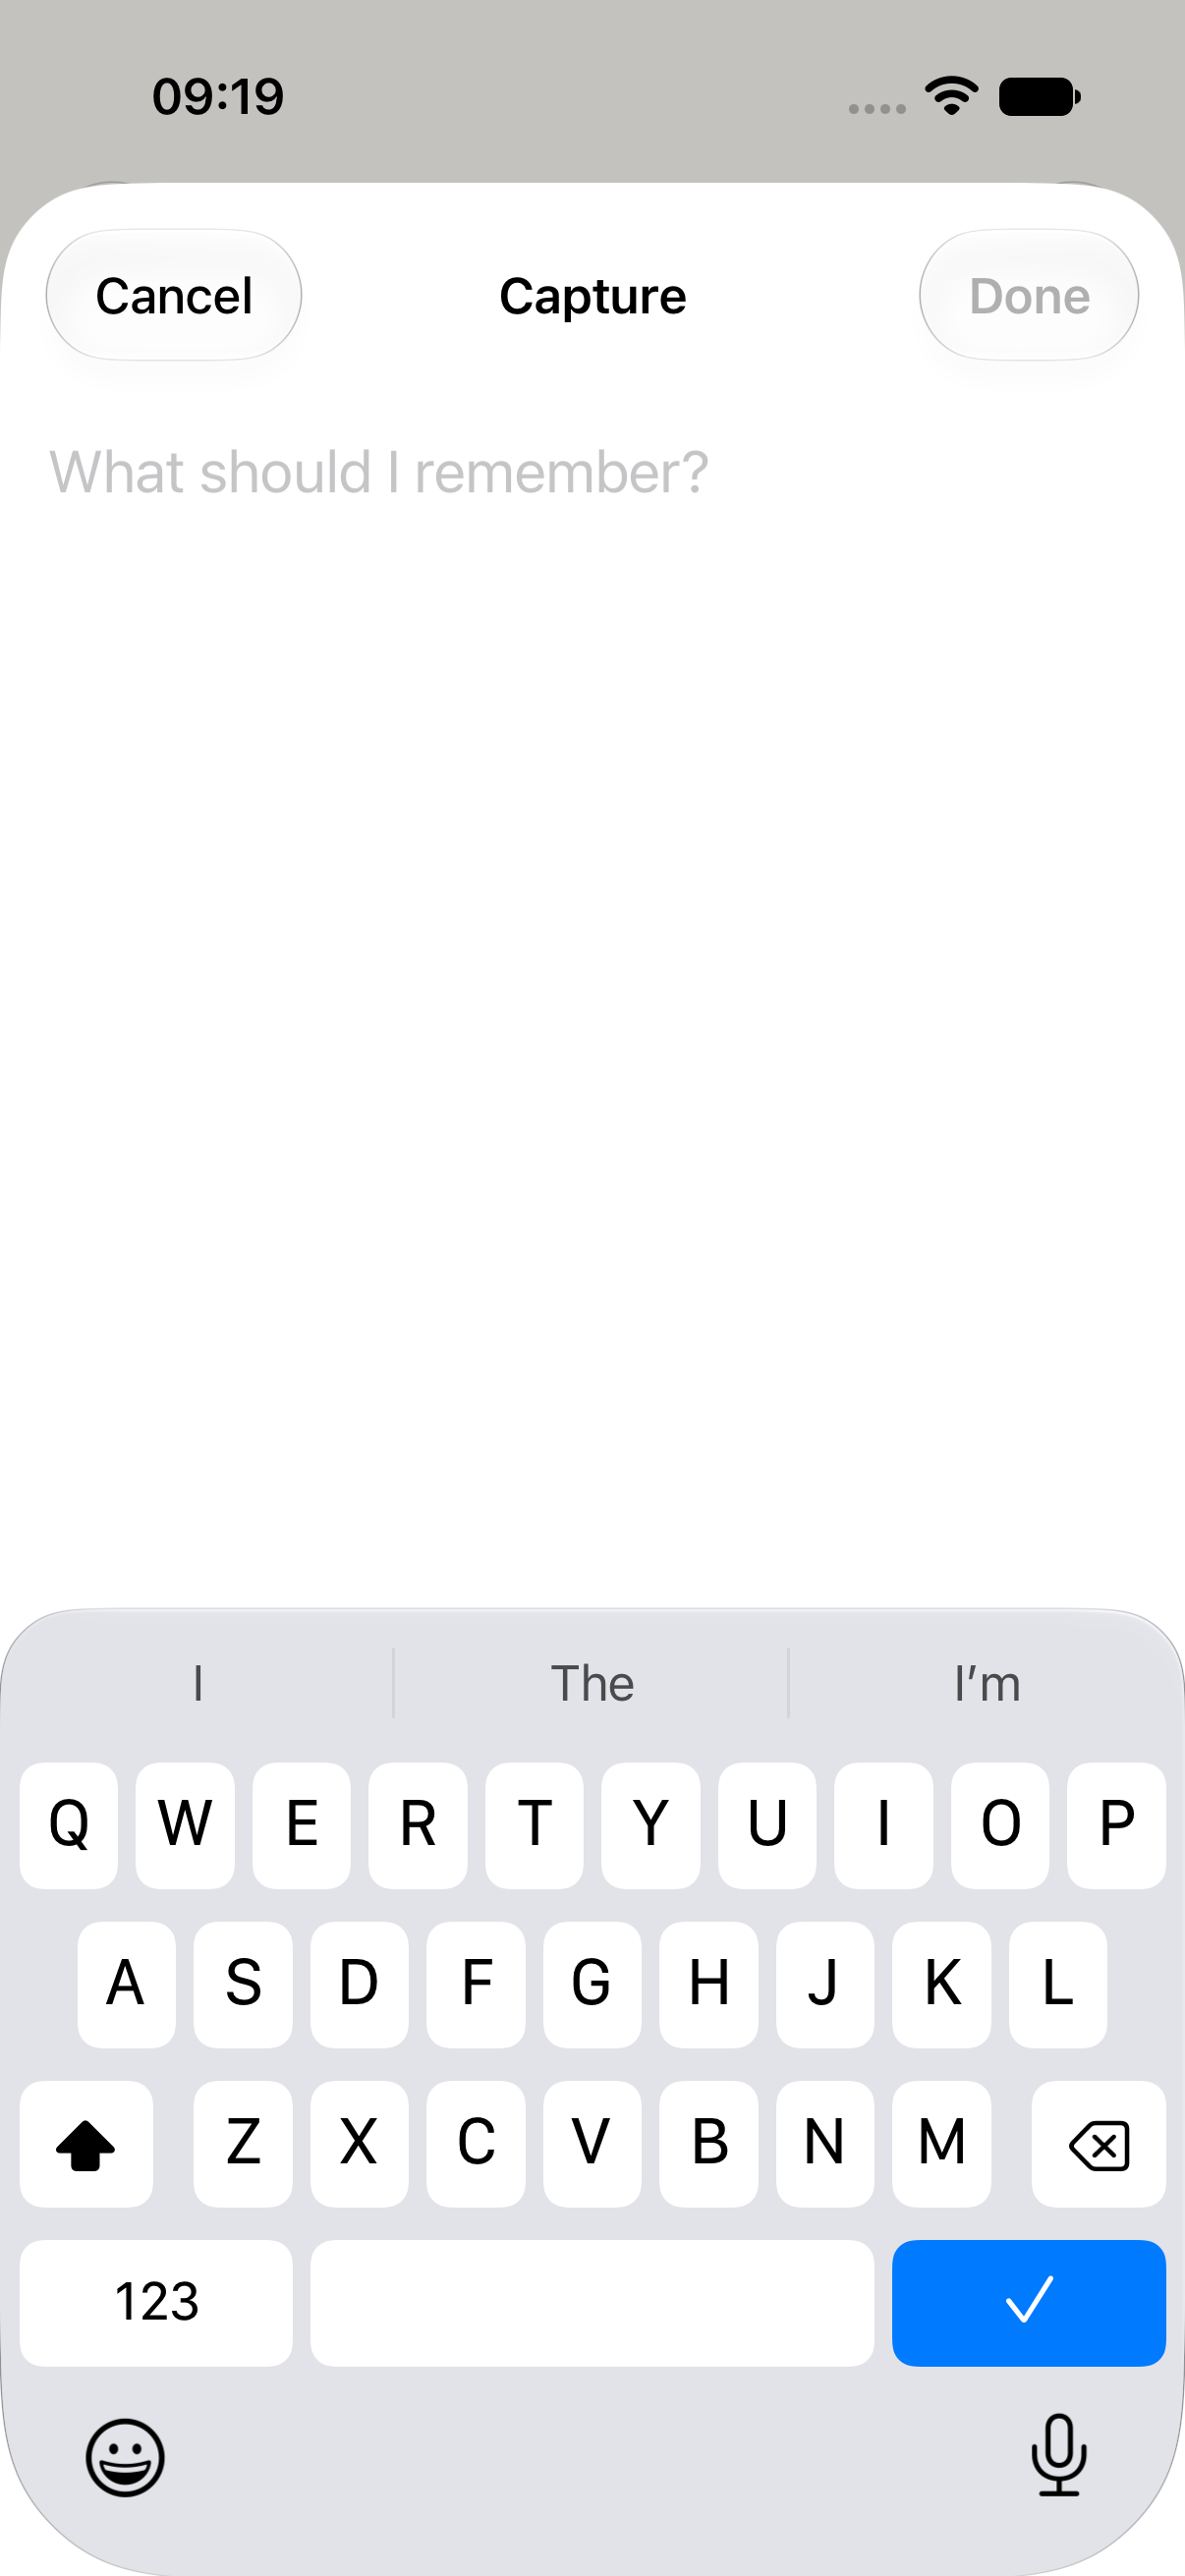 09:19
Cancel Capture Done
What should I remember?
I The I’m
Q W E R T Y U I O P
A S D F G H J K L
Z X C V B N M
123